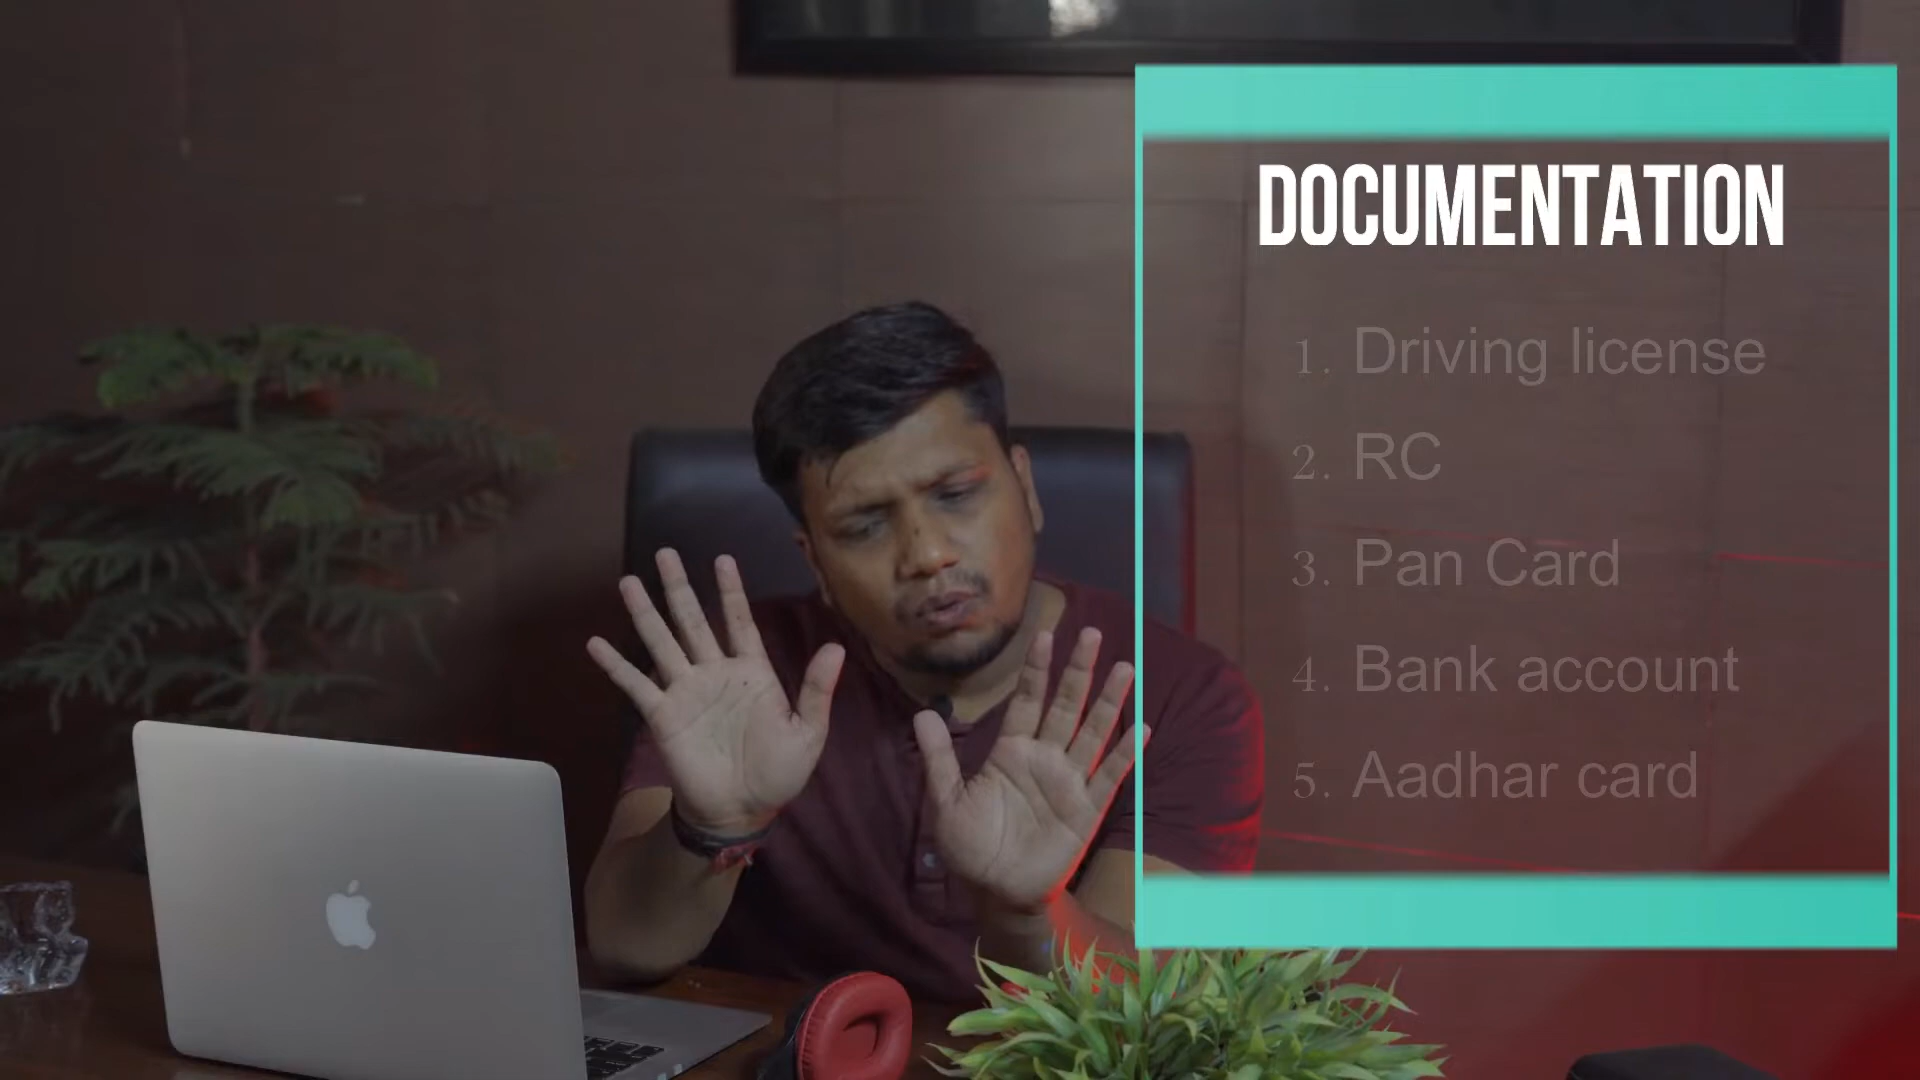 DOCUMENTATION
1. Driving license
2. RC
3. Pan Card
4. Bank account
5. Aadhar card